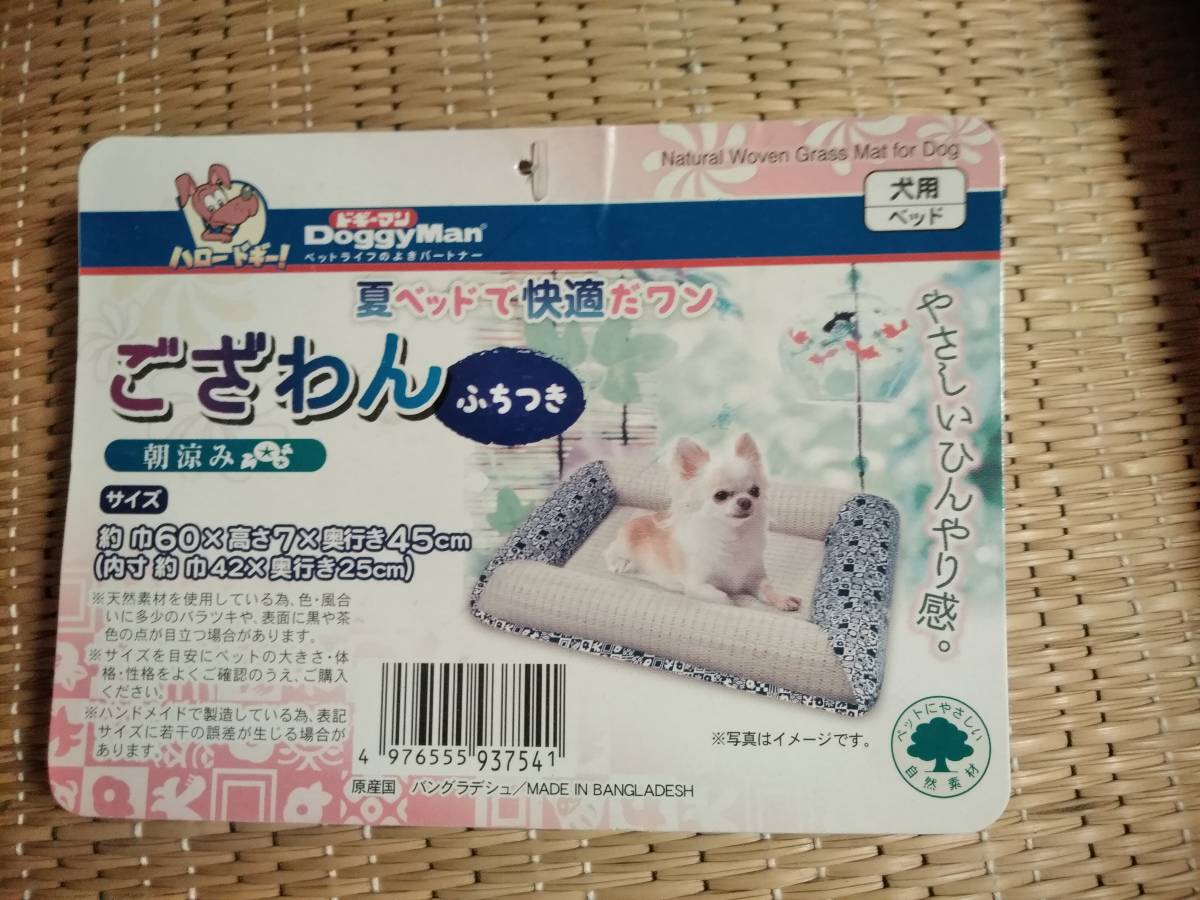 Natural Woven Grass Mat for Dog
犬用
ベッド
ハロードギー!
ドギーマン
DoggyMan®
ペットライフのよきパートナー
夏ベッドで快適だワン
ござわん
ふちつき
朝涼み
やさしいひんやり感。
サイズ
約 巾60×高さ7×奥行き45cm
(内寸 約 巾42×奥行き25cm)
※天然素材を使用している為、色・風合
いに多少のバラツキや、表面に黒や茶
色の点が目立つ場合があります。
※サイズを目安にペットの大きさ・体
格・性格をよくご確認のうえ、ご購入
ください。
※ハンドメイドで製造している為、表記
サイズに若干の誤差が生じる場合が
あります。
4 976555 937541
原産国 バングラデシュ/MADE IN BANGLADESH
※写真はイメージです。
ペットにやさしい
自然素材